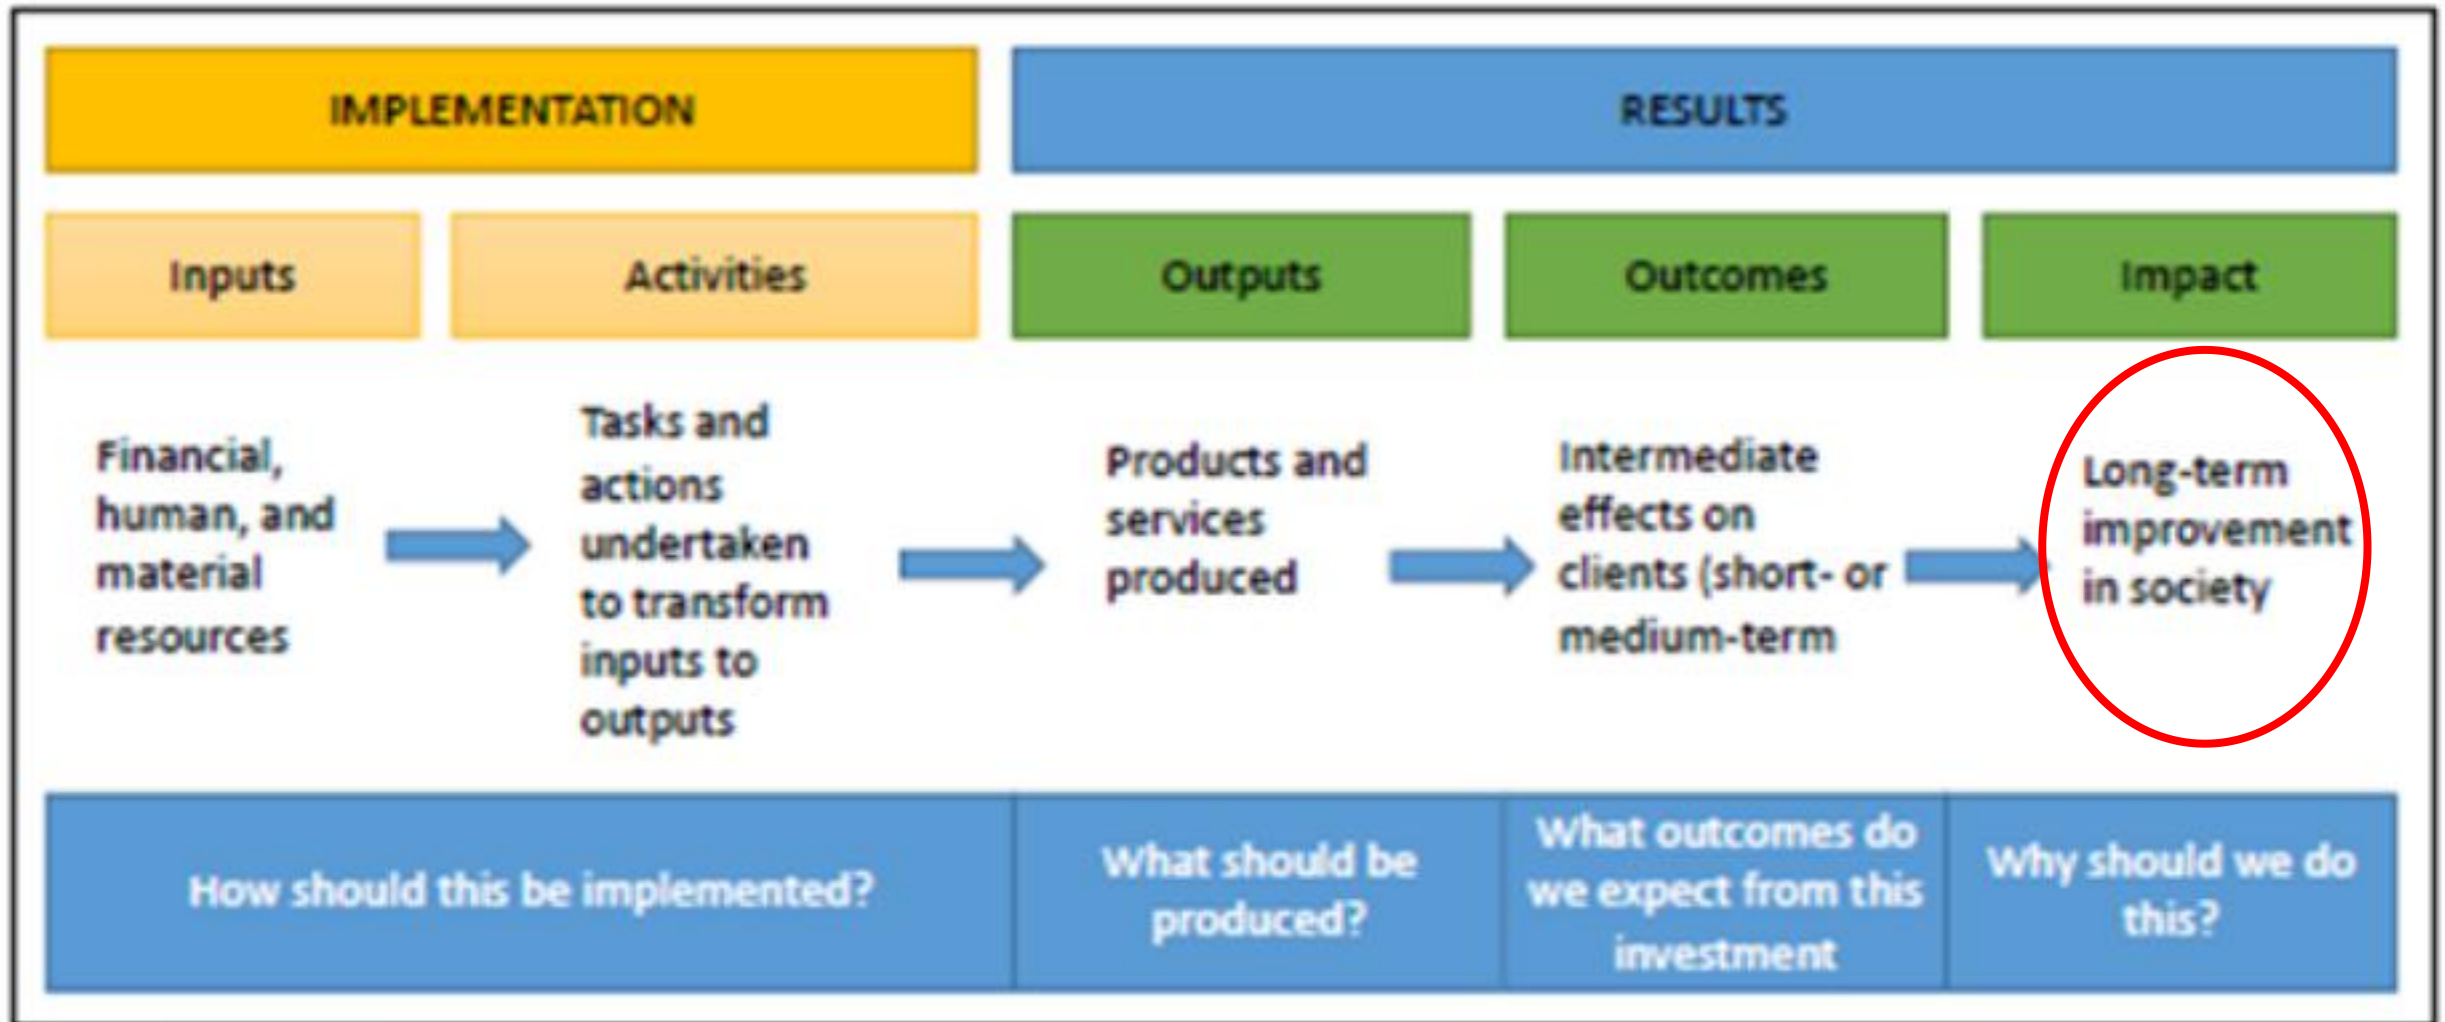 IMPLEMENTATION
RESULTS
Inputs
Activities
Outputs
Outcomes
Impact
Financial,
human, and
material
resources
Tasks and
actions
undertaken
to transform
inputs to
outputs
Products and
services
produced
Intermediate
effects on
clients (short- or
medium-term
Long-term
improvement
in society
How should this be implemented?
What should be
produced?
What outcomes do
we expect from this
investment
Why should we do
this?